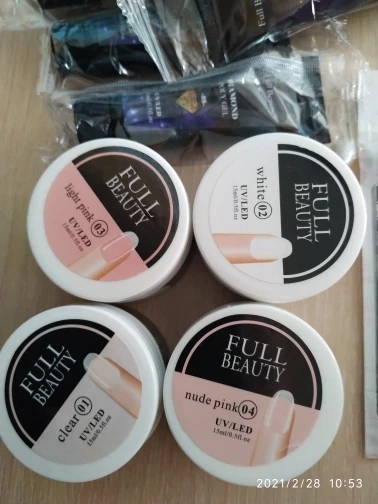 DIAMOND
FULL
BEAUTY
light pink 03
UV/LED
15ml/0.5fl.oz
FULL
BEAUTY
white 02
UV/LED
15ml/0.5fl.oz
FULL
BEAUTY
clear 01
UV/LED
15ml/0.5fl.oz
FULL
BEAUTY
nude pink 04
UV/LED
15ml/0.5fl.oz
2021/2/28 10:53